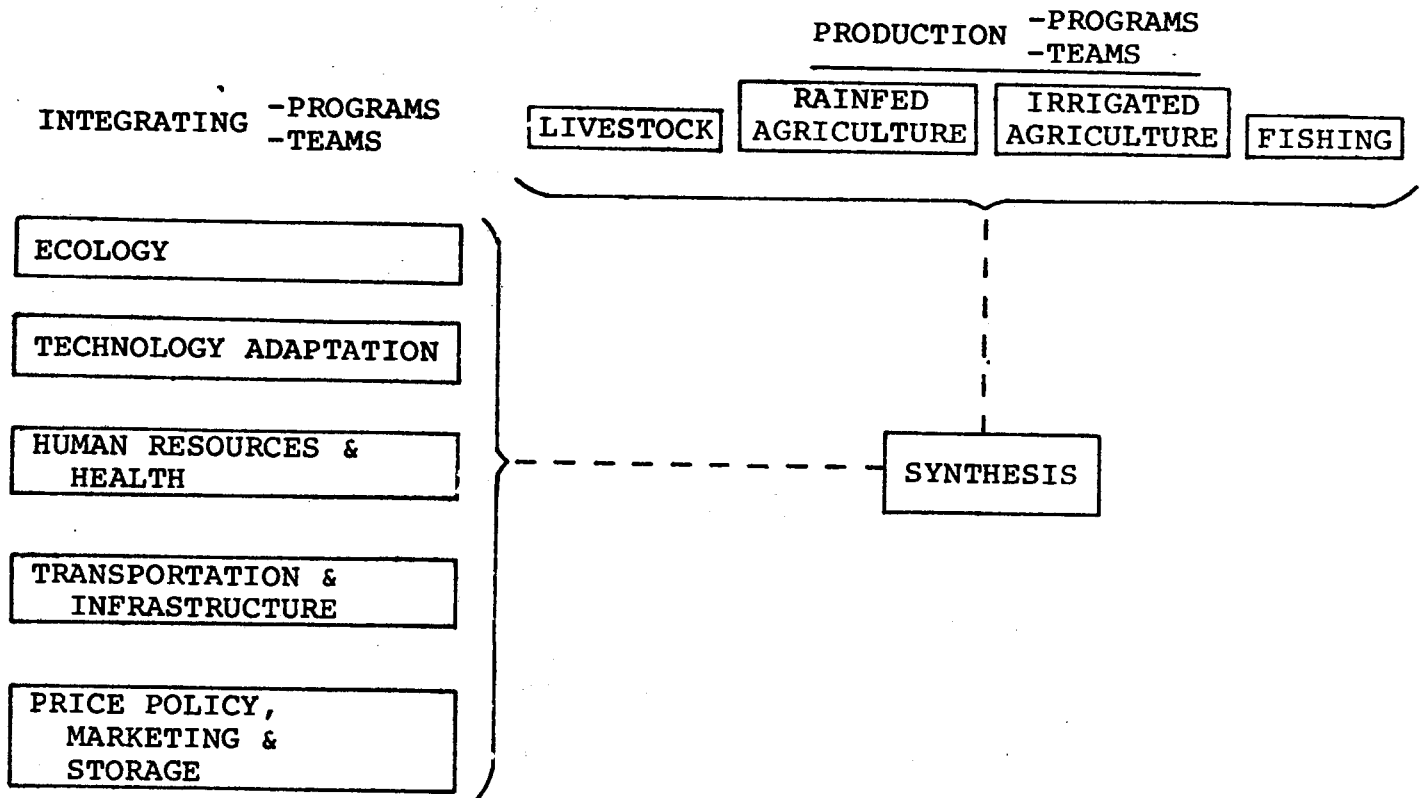 PRODUCTION -PROGRAMS
-TEAMS
INTEGRATING -PROGRAMS
-TEAMS
LIVESTOCK
RAINFED
AGRICULTURE
IRRIGATED
AGRICULTURE
FISHING
ECOLOGY
TECHNOLOGY ADAPTATION
HUMAN RESOURCES &
HEALTH
SYNTHESIS
TRANSPORTATION &
INFRASTRUCTURE
PRICE POLICY,
MARKETING &
STORAGE